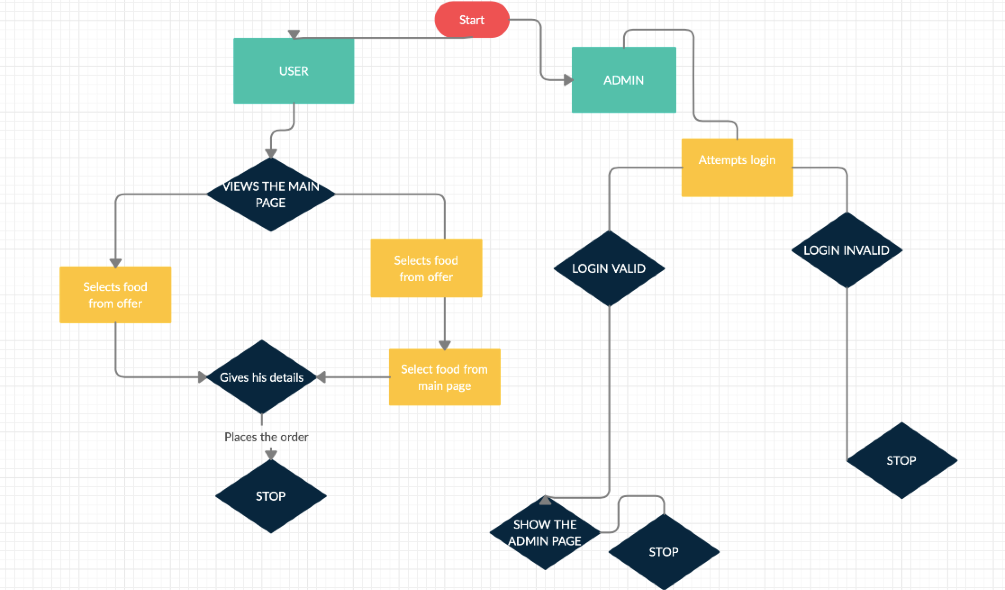 Start
USER
ADMIN
Attempts login
VIEWS THE MAIN
PAGE
LOGIN INVALID
Selects food
from offer
LOGIN VALID
Selects food
from offer
Gives his details
Select food from
main page
Places the order
STOP
STOP
SHOW THE
ADMIN PAGE
STOP